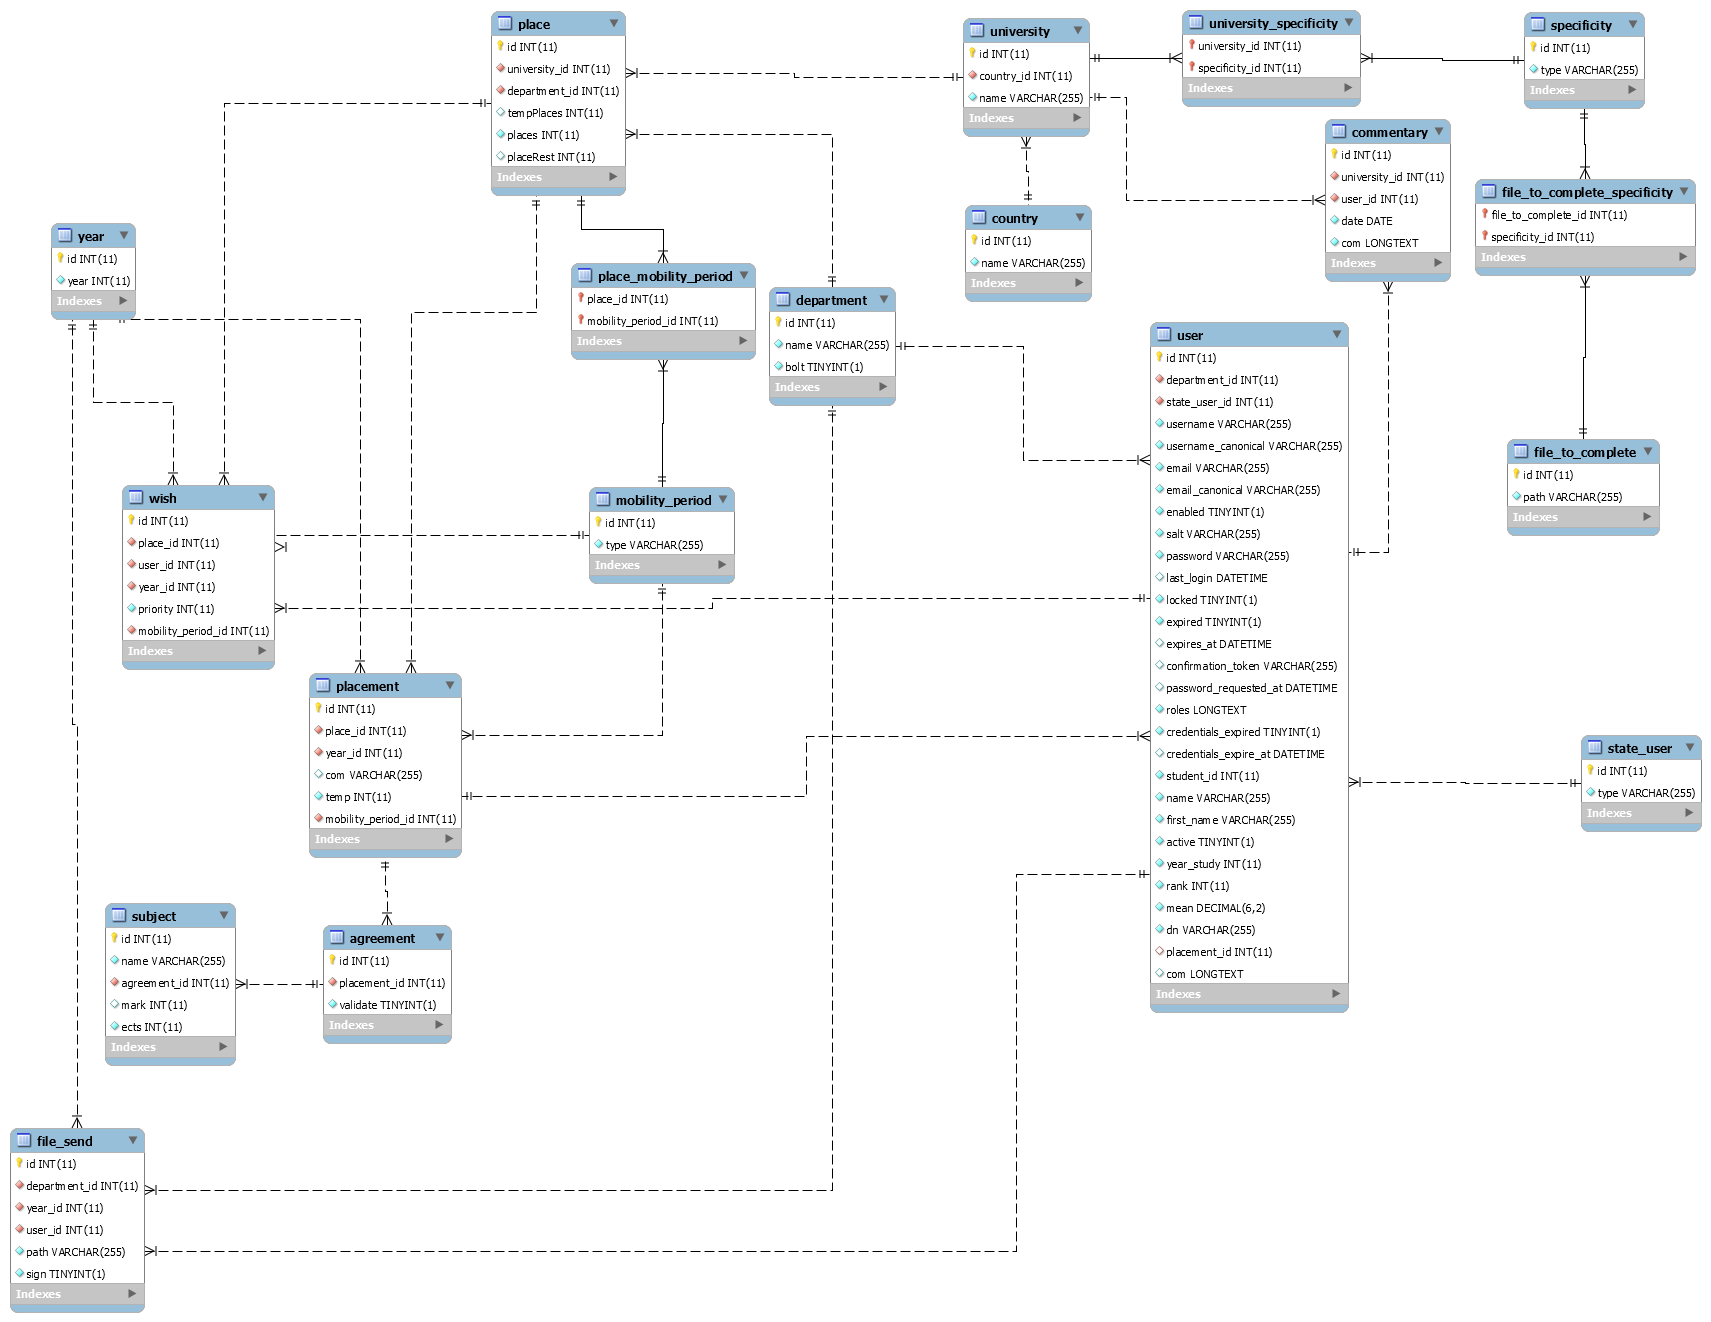 place
id INT(11)
university_id INT(11)
department_id INT(11)
tempPlaces INT(11)
places INT(11)
placeRest INT(11)
Indexes
university
id INT(11)
country_id INT(11)
name VARCHAR(255)
Indexes
university_specificity
university_id INT(11)
specificity_id INT(11)
Indexes
specificity
id INT(11)
type VARCHAR(255)
Indexes
commentary
id INT(11)
university_id INT(11)
user_id INT(11)
date DATE
com LONGTEXT
Indexes
file_to_complete_specificity
file_to_complete_id INT(11)
specificity_id INT(11)
Indexes
country
id INT(11)
name VARCHAR(255)
Indexes
year
id INT(11)
year INT(11)
Indexes
place_mobility_period
place_id INT(11)
mobility_period_id INT(11)
Indexes
department
id INT(11)
name VARCHAR(255)
bolt TINYINT(1)
Indexes
user
id INT(11)
department_id INT(11)
state_user_id INT(11)
username VARCHAR(255)
username_canonical VARCHAR(255)
email VARCHAR(255)
email_canonical VARCHAR(255)
enabled TINYINT(1)
salt VARCHAR(255)
password VARCHAR(255)
last_login DATETIME
locked TINYINT(1)
expired TINYINT(1)
expires_at DATETIME
confirmation_token VARCHAR(255)
password_requested_at DATETIME
roles LONGTEXT
credentials_expired TINYINT(1)
credentials_expire_at DATETIME
student_id INT(11)
name VARCHAR(255)
first_name VARCHAR(255)
active TINYINT(1)
year_study INT(11)
rank INT(11)
mean DECIMAL(6,2)
dn VARCHAR(255)
placement_id INT(11)
com LONGTEXT
Indexes
file_to_complete
id INT(11)
path VARCHAR(255)
Indexes
wish
id INT(11)
place_id INT(11)
user_id INT(11)
year_id INT(11)
priority INT(11)
mobility_period_id INT(11)
Indexes
mobility_period
id INT(11)
type VARCHAR(255)
Indexes
placement
id INT(11)
place_id INT(11)
year_id INT(11)
com VARCHAR(255)
temp INT(11)
mobility_period_id INT(11)
Indexes
state_user
id INT(11)
type VARCHAR(255)
Indexes
subject
id INT(11)
name VARCHAR(255)
agreement_id INT(11)
mark INT(11)
ects INT(11)
Indexes
agreement
id INT(11)
placement_id INT(11)
validate TINYINT(1)
Indexes
file_send
id INT(11)
department_id INT(11)
year_id INT(11)
user_id INT(11)
path VARCHAR(255)
sign TINYINT(1)
Indexes